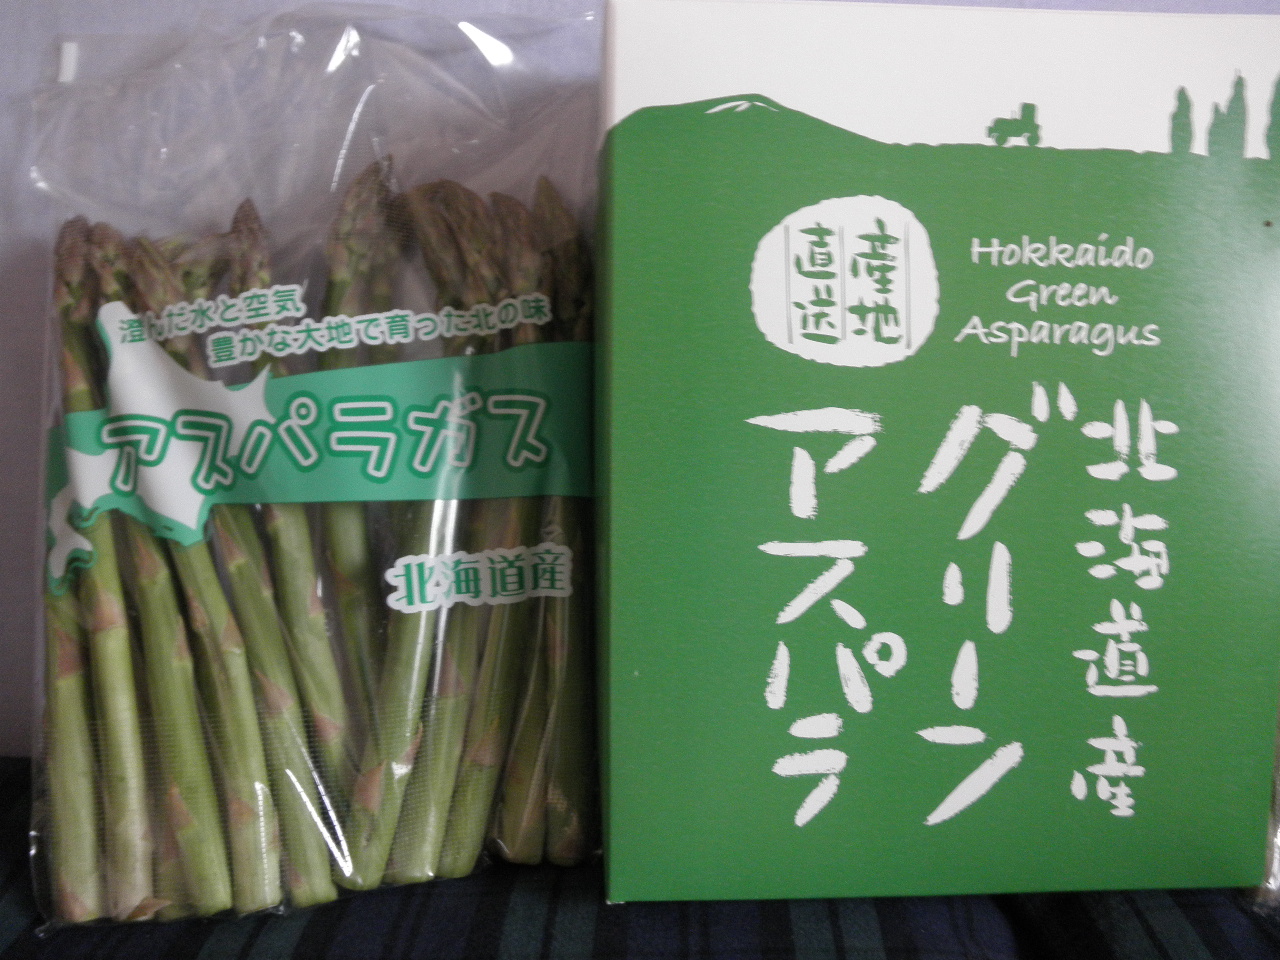 澄んだ水と空気
豊かな大地で育った北の味
アスパラガス
北海道産
産地
直送
Hokkaido
Green
Asparagus
北海道産
グリーン
アスパラ